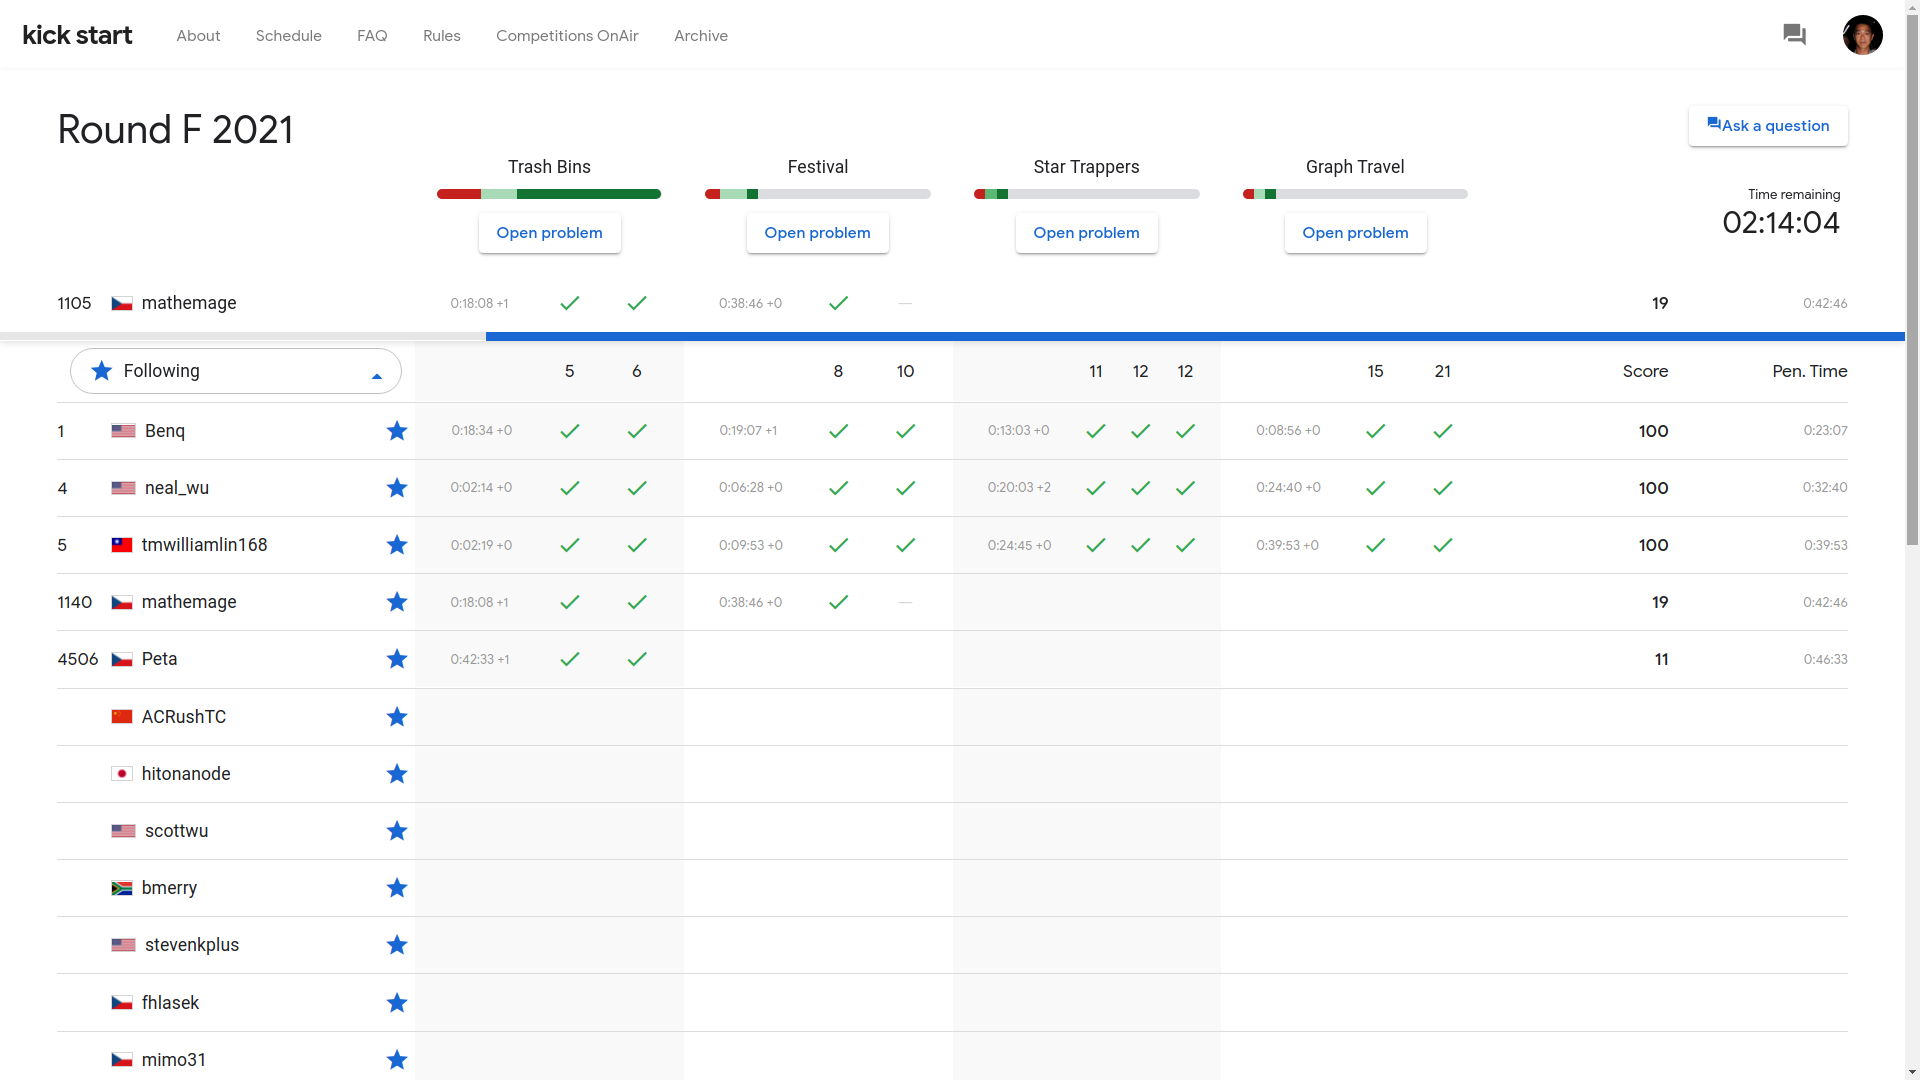 kick start About Schedule FAQ Rules Competitions OnAir Archive
Round F 2021
Ask a question
Trash Bins Festival Star Trappers Graph Travel
Time remaining
Open problem Open problem Open problem Open problem
02:14:04
1105 mathemage 0:18:08 +1 0:38:46 +0 — 19 0:42:46
Following 5 6 8 10 11 12 12 15 21 Score Pen. Time
1 Benq 0:18:34 +0 0:19:07 +1 0:13:03 +0 0:08:56 +0 100 0:23:07
4 neal_wu 0:02:14 +0 0:06:28 +0 0:20:03 +2 0:24:40 +0 100 0:32:40
5 tmwilliamlin168 0:02:19 +0 0:09:53 +0 0:24:45 +0 0:39:53 +0 100 0:39:53
1140 mathemage 0:18:08 +1 0:38:46 +0 — 19 0:42:46
4506 Peta 0:42:33 +1 11 0:46:33
ACRushTC
hitonanode
scottwu
bmerry
stevenkplus
fhlasek
mimo31